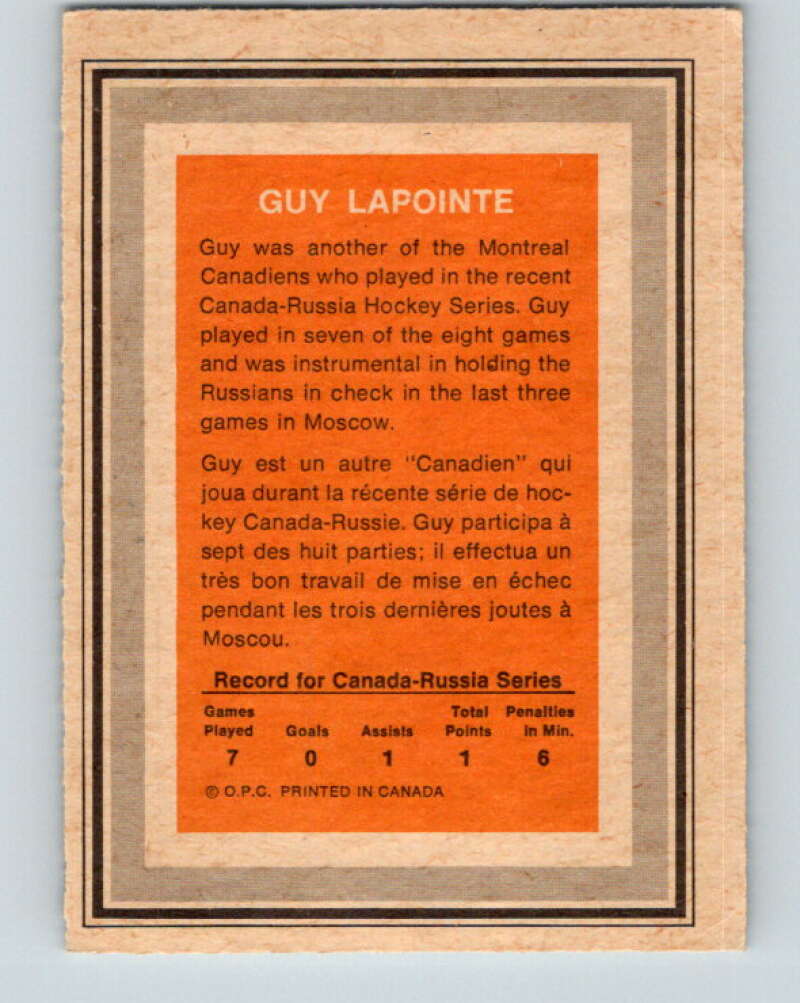 GUY LAPOINTE
Guy was another of the Montreal
Canadiens who played in the recent
Canada-Russia Hockey Series. Guy
played in seven of the eight games
and was instrumental in holding the
Russians in check in the last three
games in Moscow.
Guy est un autre "Canadien" qui
joua durant la récente série de hoc-
key Canada-Russie. Guy participa à
sept des huit parties; il effectua un
très bon travail de mise en échec
pendant les trois dernières joutes à
Moscou.
Record for Canada-Russia Series
Games Total Penalties
Played Goals Assists Points in Min.
7 0 1 1 6
© O.P.C. PRINTED IN CANADA